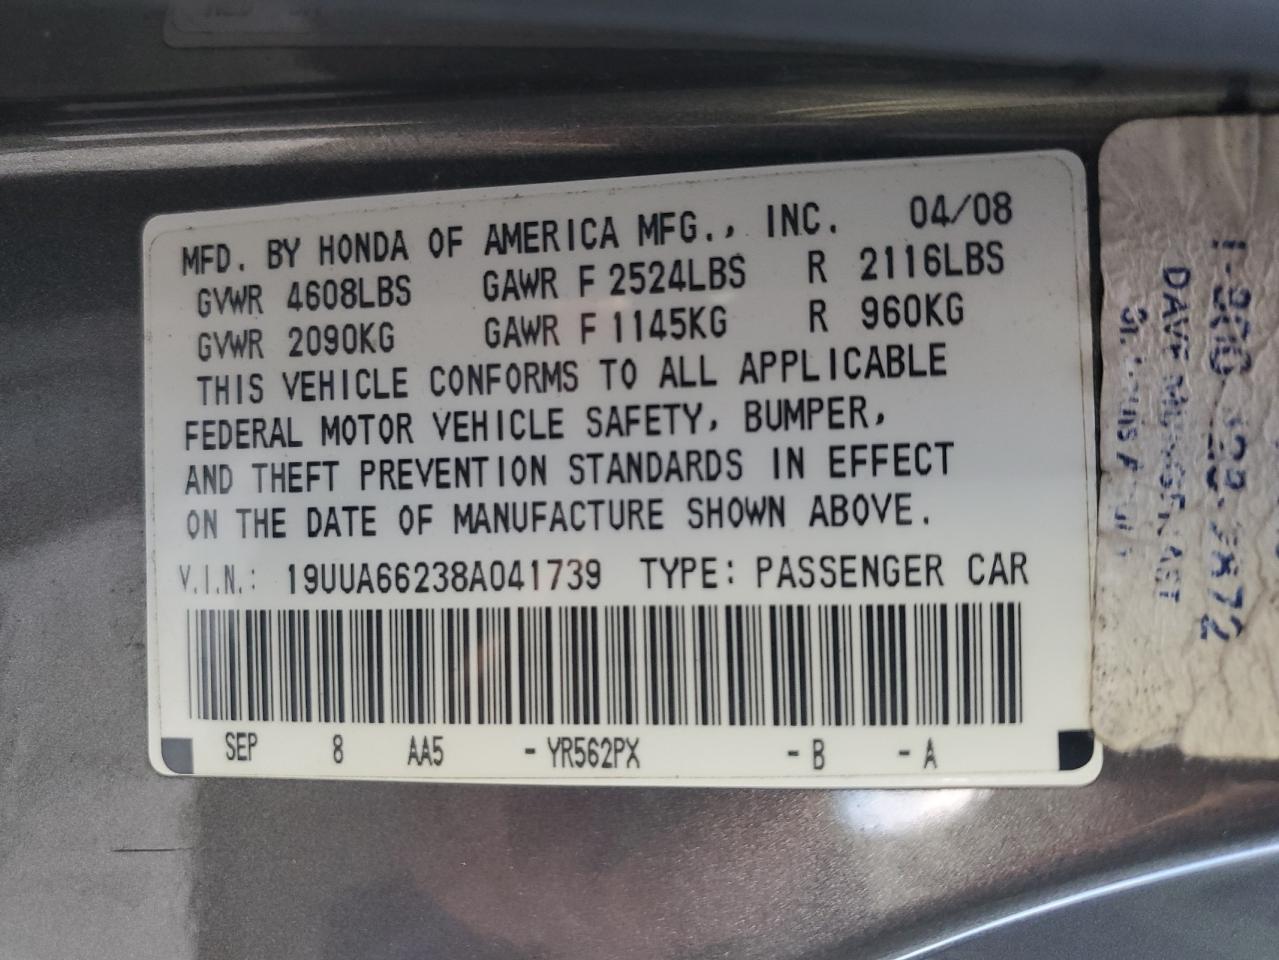 MFD. BY HONDA OF AMERICA MFG., INC. 04/08
GVWR 4608LBS GAWR F 2524LBS R 2116LBS
GVWR 2090KG GAWR F 1145KG R 960KG
THIS VEHICLE CONFORMS TO ALL APPLICABLE
FEDERAL MOTOR VEHICLE SAFETY, BUMPER,
AND THEFT PREVENTION STANDARDS IN EFFECT
ON THE DATE OF MANUFACTURE SHOWN ABOVE.
V.I.N.: 19UUA66238A041739 TYPE: PASSENGER CAR
SEP 8 AA5 - YR562PX - B - A
DAVE